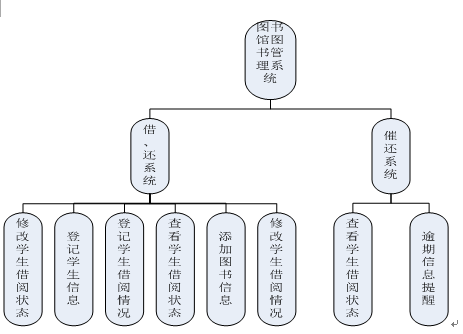 图书
馆图
书管
理系
统
借、还系统
催还系统
修改学生借阅状态
登记学生信息
登记学生借阅情况
查看学生借阅状态
添加图书信息
修改学生借阅情况
查看学生借阅状态
逾期信息提醒